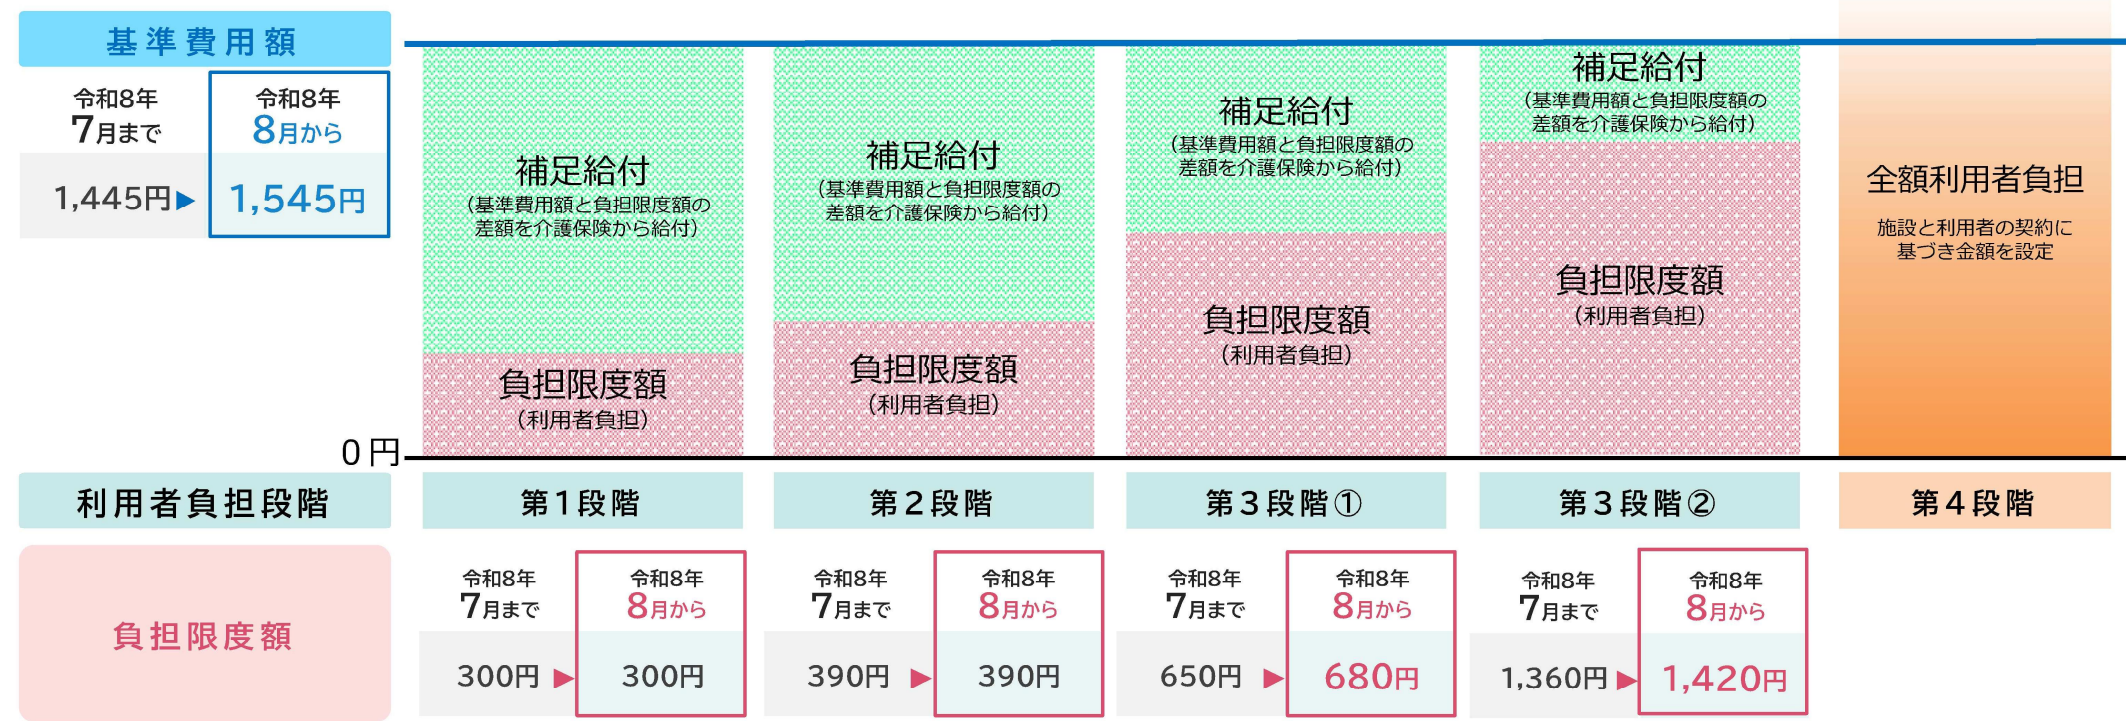 基準費用額
令和8年
7月まで
令和8年
8月から
1,445円▶
1,545円
補足給付
（基準費用額と負担限度額の
差額を介護保険から給付）
負担限度額
（利用者負担）
補足給付
（基準費用額と負担限度額の
差額を介護保険から給付）
負担限度額
（利用者負担）
補足給付
（基準費用額と負担限度額の
差額を介護保険から給付）
負担限度額
（利用者負担）
補足給付
（基準費用額と負担限度額の
差額を介護保険から給付）
負担限度額
（利用者負担）
全額利用者負担
施設と利用者の契約に
基づき金額を設定
0円
利用者負担段階
第1段階
第2段階
第3段階①
第3段階②
第4段階
負担限度額
令和8年
7月まで
令和8年
8月から
300円▶
300円
令和8年
7月まで
令和8年
8月から
390円▶
390円
令和8年
7月まで
令和8年
8月から
650円▶
680円
令和8年
7月まで
令和8年
8月から
1,360円▶
1,420円